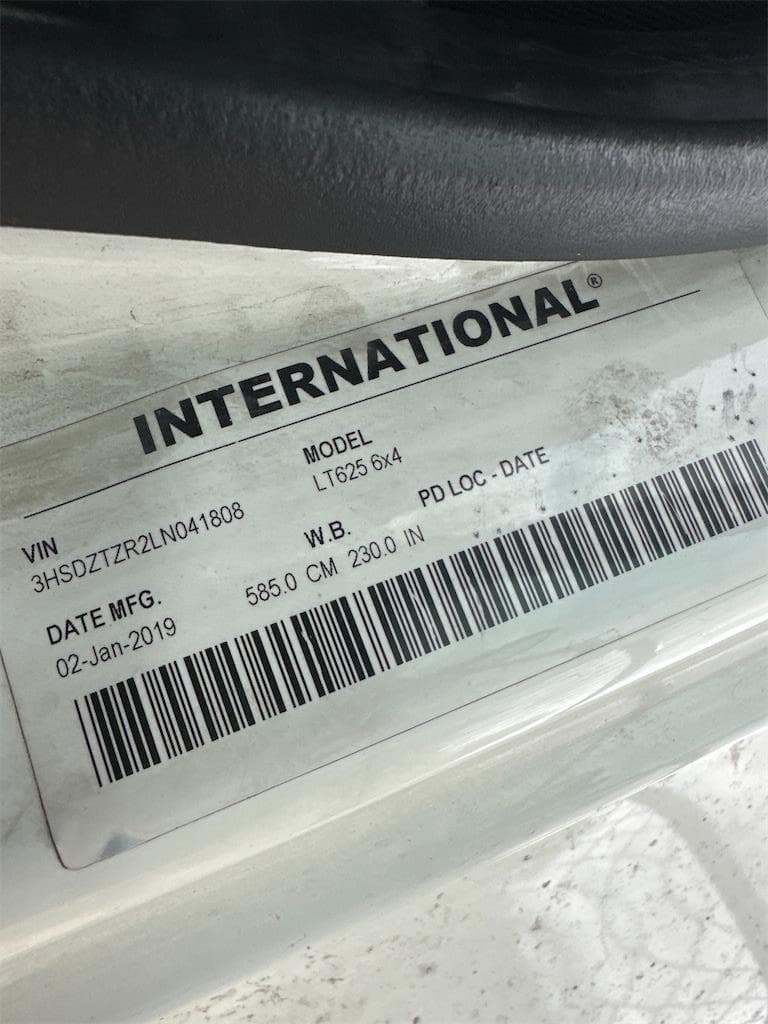 INTERNATIONAL®
VIN
3HSDZTZR2LN041808
MODEL
LT625 6x4
DATE MFG.
02-Jan-2019
W.B.
585.0 CM 230.0 IN
PD LOC - DATE